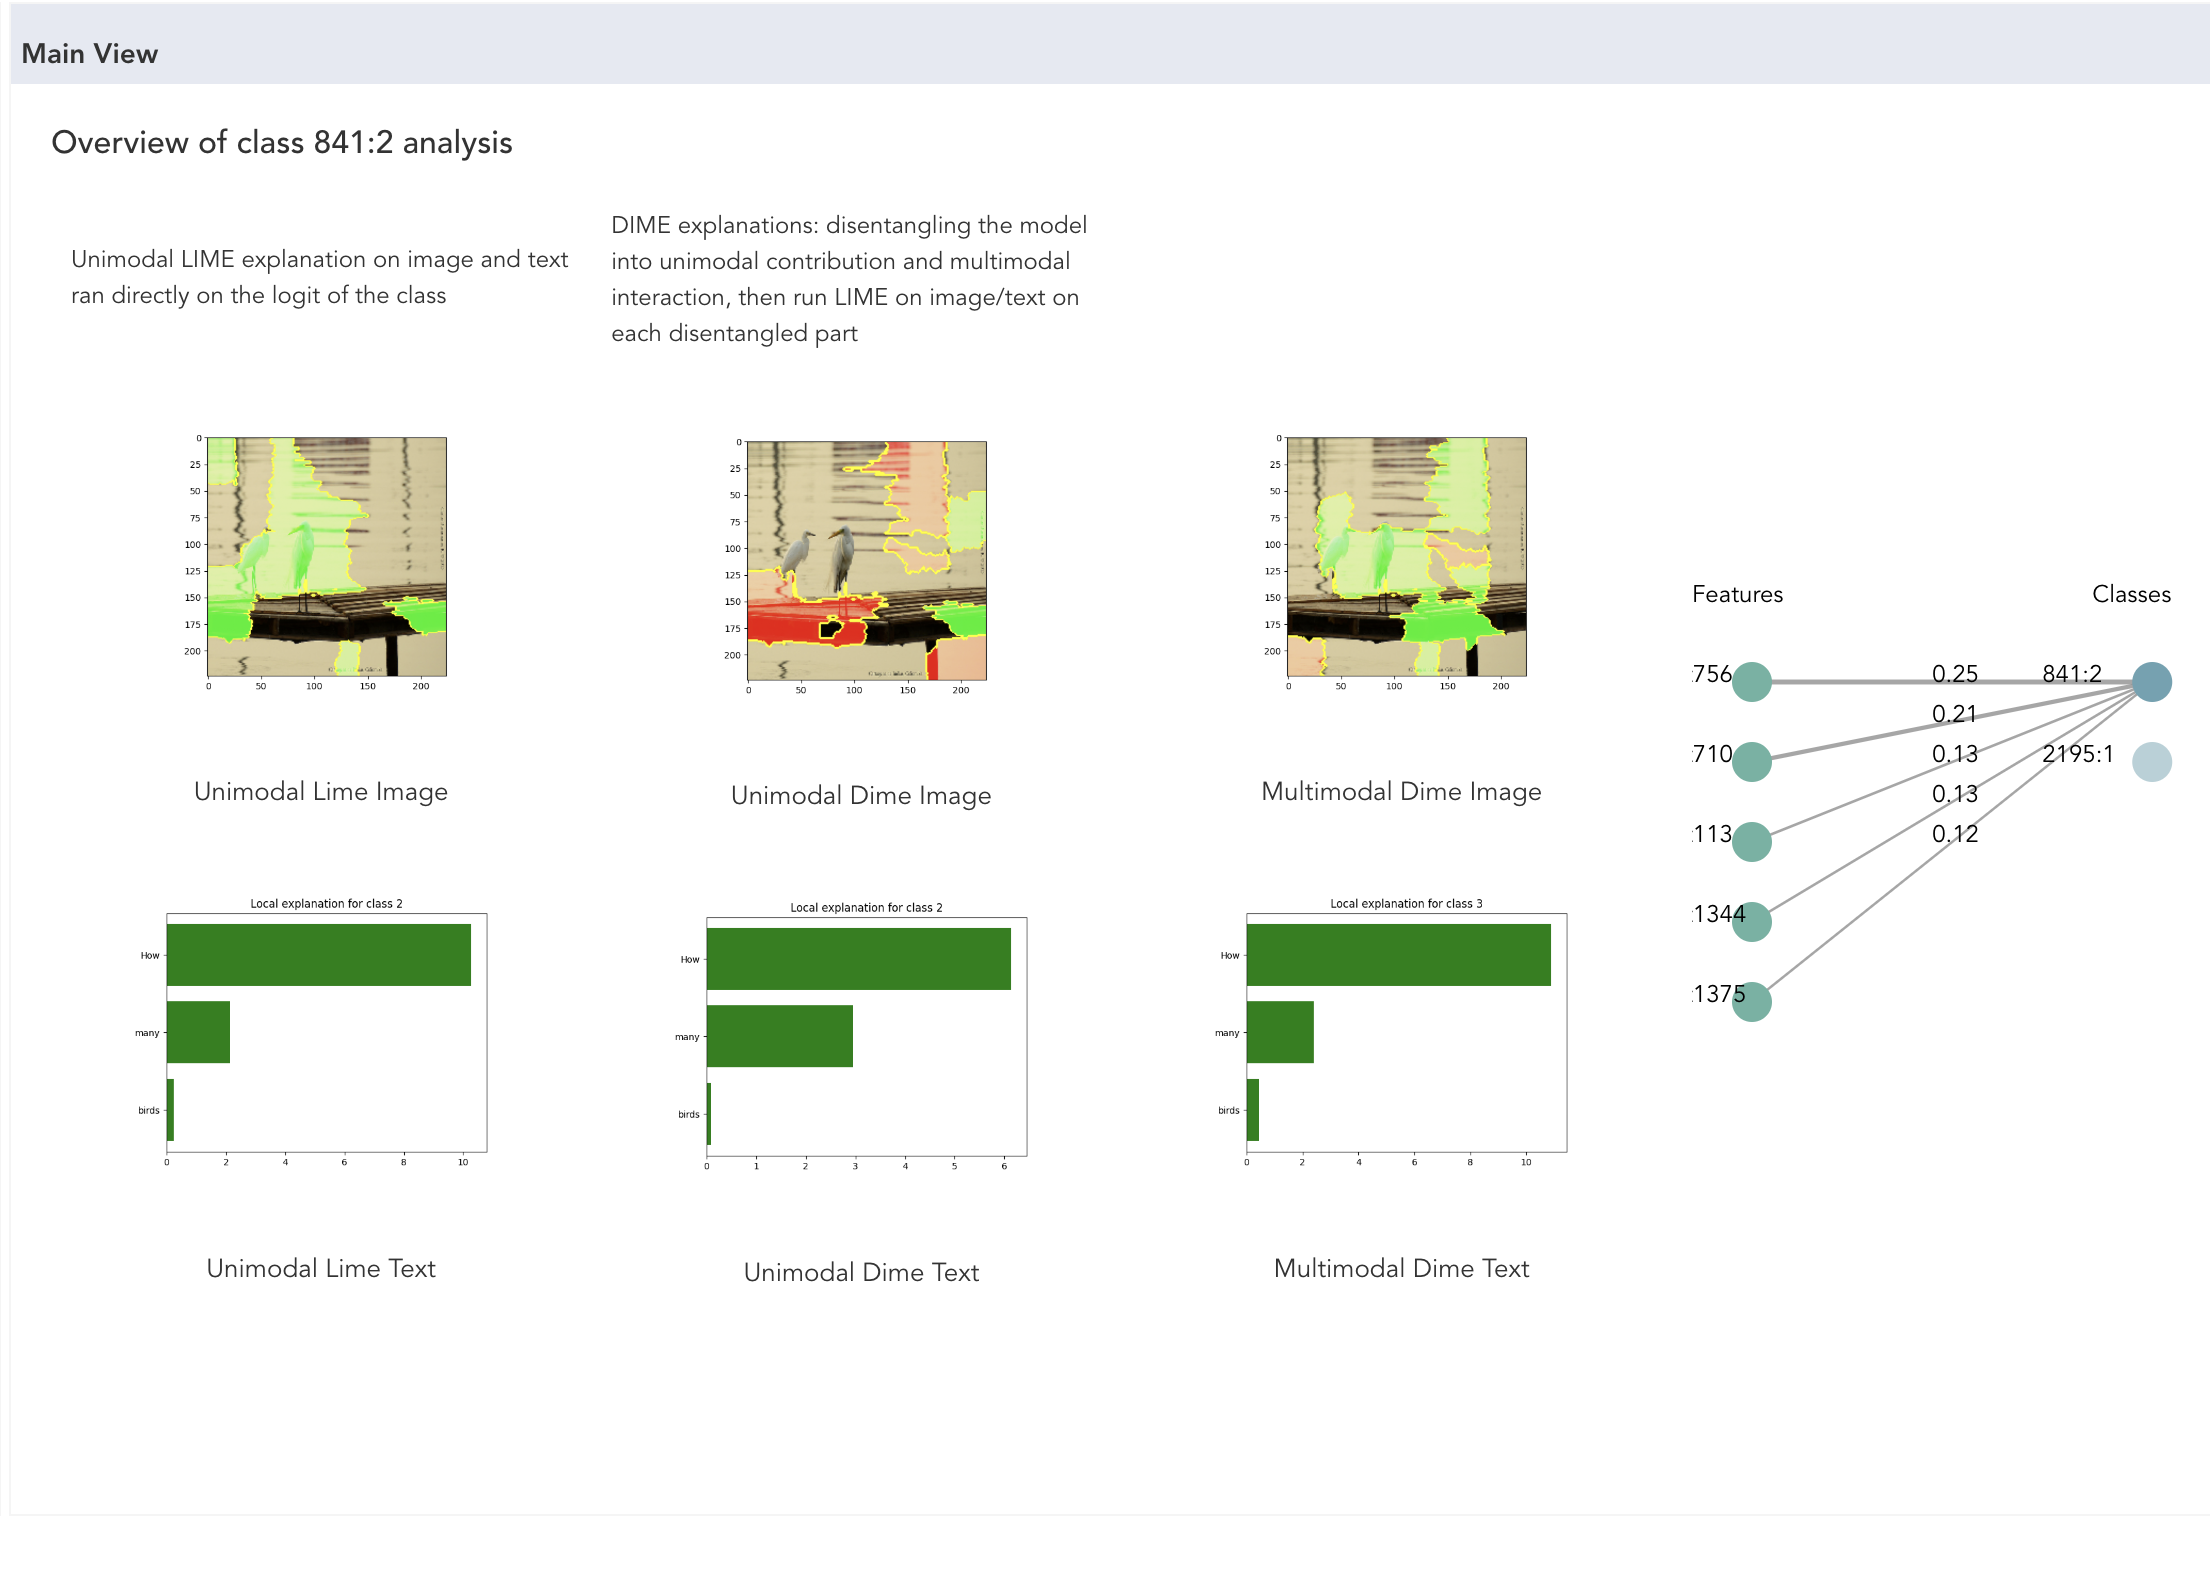 Main View
Overview of class 841:2 analysis
Unimodal LIME explanation on image and text
ran directly on the logit of the class
DIME explanations: disentangling the model
into unimodal contribution and multimodal
interaction, then run LIME on image/text on
each disentangled part
0
25
50
75
100
125
150
175
200
0 50 100 150 200
Unimodal Lime Image
0
25
50
75
100
125
150
175
200
0 50 100 150 200
Unimodal Dime Image
0
25
50
75
100
125
150
175
200
0 50 100 150 200
Multimodal Dime Image
Local explanation for class 2
How
many
birds
0 2 4 6 8 10
Unimodal Lime Text
Local explanation for class 2
How
many
birds
0 1 2 3 4 5 6
Unimodal Dime Text
Local explanation for class 3
How
many
birds
0 2 4 6 8 10
Multimodal Dime Text
Features Classes
:756 0.25 841:2
0.21
:710 0.13 2195:1
0.13
:113 0.12
:1344
:1375